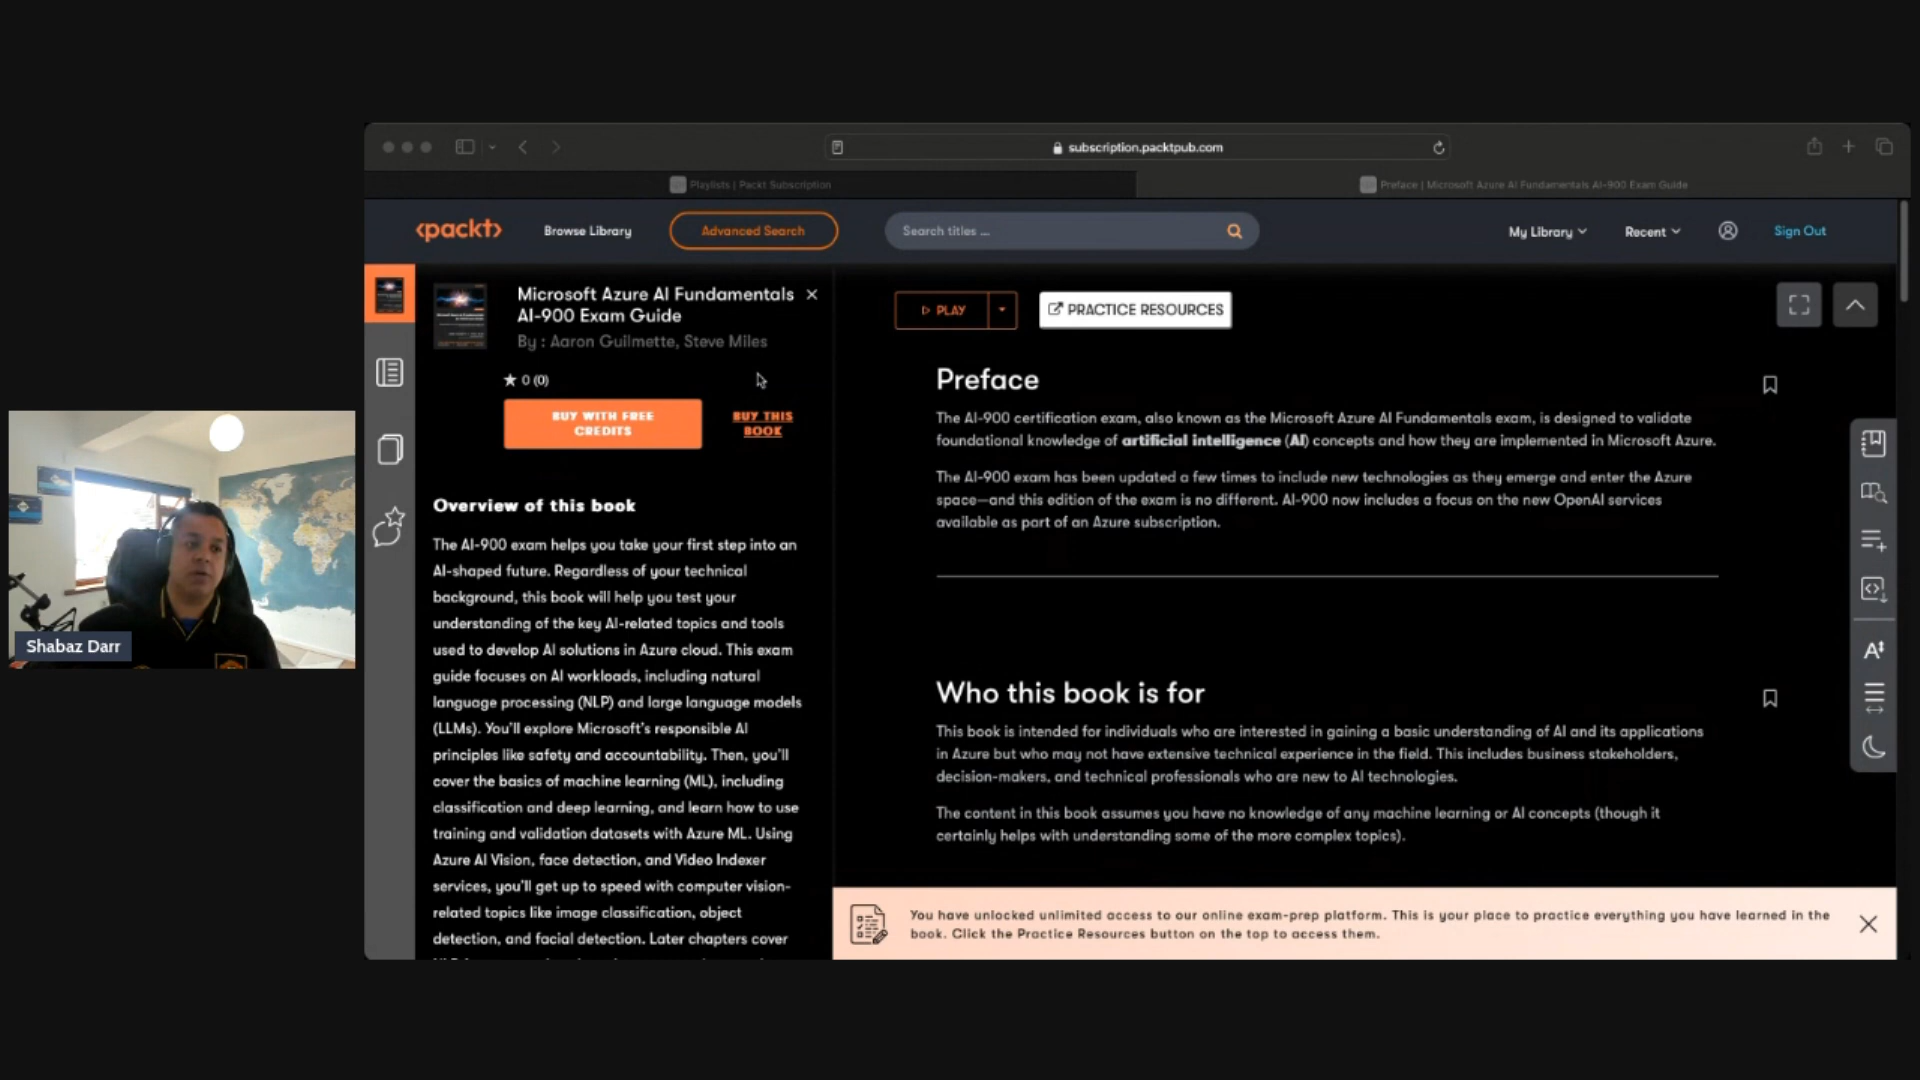 subscription.packtpub.com
Playlists | Packt Subscription
Preface | Microsoft Azure AI Fundamentals AI-900 Exam Guide
<packt>
Browse Library
Advanced Search
Search titles ...
My Library
Recent
Sign Out
Microsoft Azure AI Fundamentals
AI-900 Exam Guide
By : Aaron Guilmette, Steve Miles
★ 0 (0)
BUY WITH FREE
CREDITS
BUY THIS
BOOK
Overview of this book
The AI-900 exam helps you take your first step into an
AI-shaped future. Regardless of your technical
background, this book will help you test your
understanding of the key AI-related topics and tools
used to develop AI solutions in Azure cloud. This exam
guide focuses on AI workloads, including natural
language processing (NLP) and large language models
(LLMs). You'll explore Microsoft's responsible AI
principles like safety and accountability. Then, you'll
cover the basics of machine learning (ML), including
classification and deep learning, and learn how to use
training and validation datasets with Azure ML. Using
Azure AI Vision, face detection, and Video Indexer
services, you'll get up to speed with computer vision-
related topics like image classification, object
detection, and facial detection. Later chapters cover
PLAY
PRACTICE RESOURCES
Preface
The AI-900 certification exam, also known as the Microsoft Azure AI Fundamentals exam, is designed to validate
foundational knowledge of artificial intelligence (AI) concepts and how they are implemented in Microsoft Azure.
The AI-900 exam has been updated a few times to include new technologies as they emerge and enter the Azure
space—and this edition of the exam is no different. AI-900 now includes a focus on the new OpenAI services
available as part of an Azure subscription.
Who this book is for
This book is intended for individuals who are interested in gaining a basic understanding of AI and its applications
in Azure but who may not have extensive technical experience in the field. This includes business stakeholders,
decision-makers, and technical professionals who are new to AI technologies.
The content in this book assumes you have no knowledge of any machine learning or AI concepts (though it
certainly helps with understanding some of the more complex topics).
You have unlocked unlimited access to our online exam-prep platform. This is your place to practice everything you have learned in the
book. Click the Practice Resources button on the top to access them.
Shabaz Darr